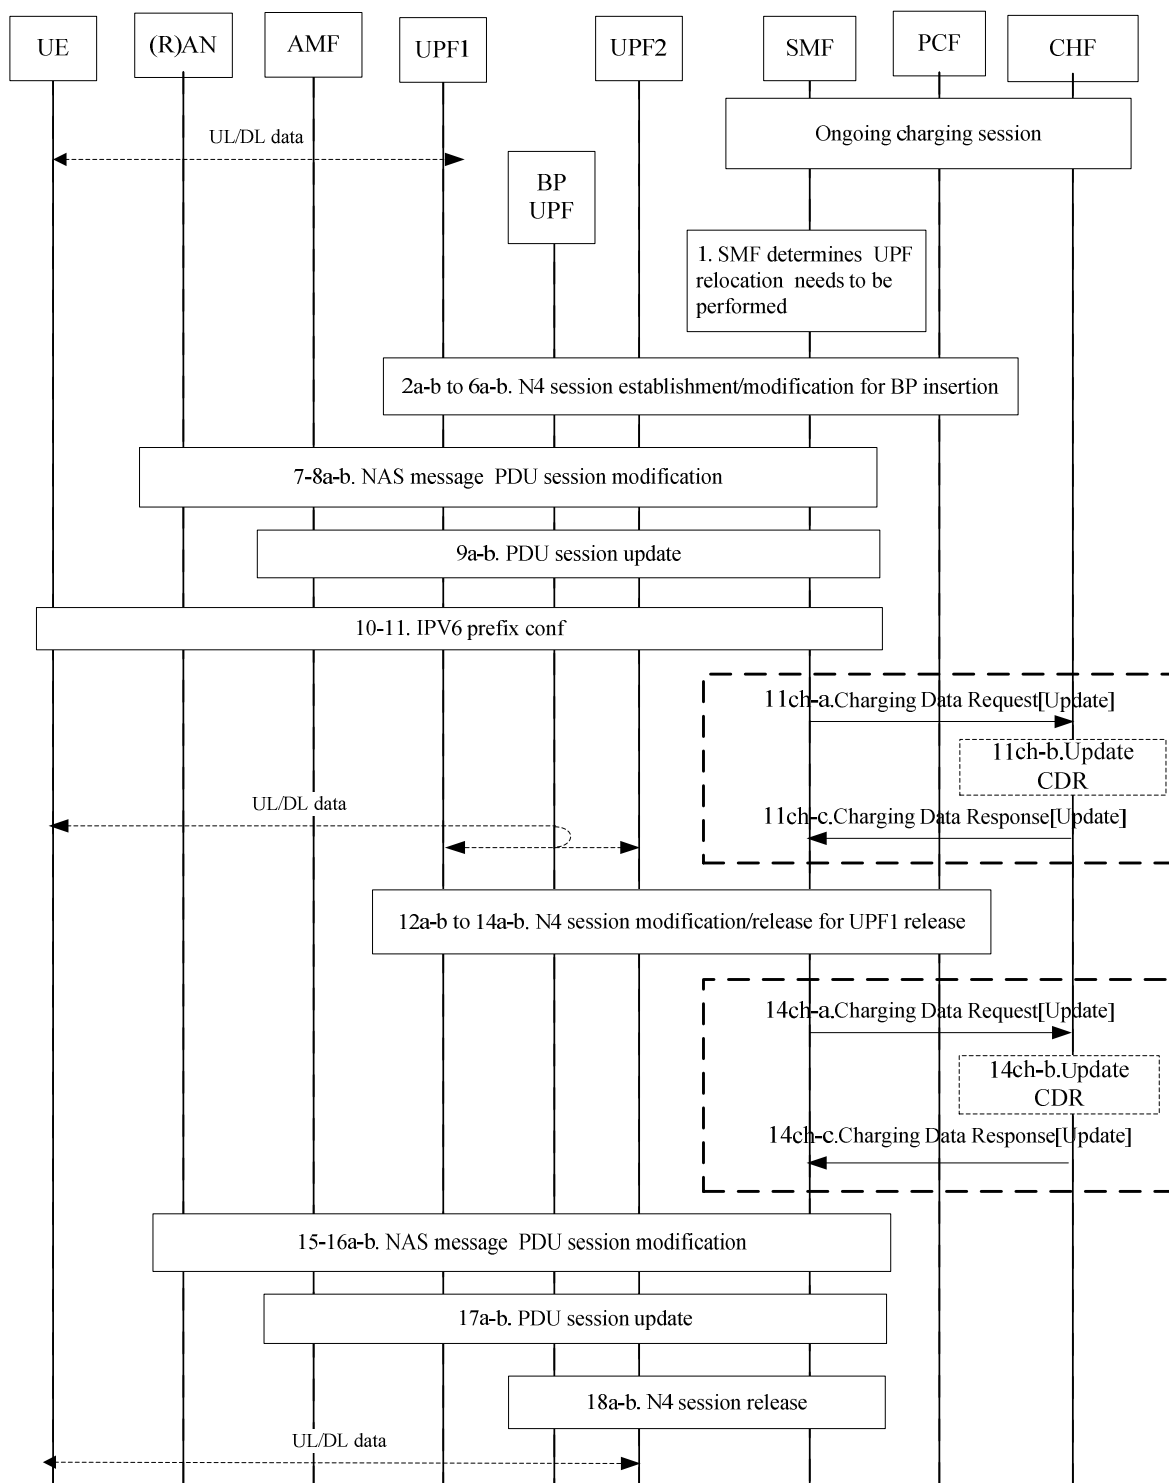 UE
(R)AN
AMF
UPF1
UPF2
SMF
PCF
CHF
UL/DL data
Ongoing charging session
BP
UPF
1. SMF determines UPF
relocation needs to be
performed
2a-b to 6a-b. N4 session establishment/modification for BP insertion
7-8a-b. NAS message PDU session modification
9a-b. PDU session update
10-11. IPV6 prefix conf
11ch-a.Charging Data Request[Update]
11ch-b.Update
CDR
UL/DL data
11ch-c.Charging Data Response[Update]
12a-b to 14a-b. N4 session modification/release for UPF1 release
14ch-a.Charging Data Request[Update]
14ch-b.Update
CDR
14ch-c.Charging Data Response[Update]
15-16a-b. NAS message PDU session modification
17a-b. PDU session update
18a-b. N4 session release
UL/DL data